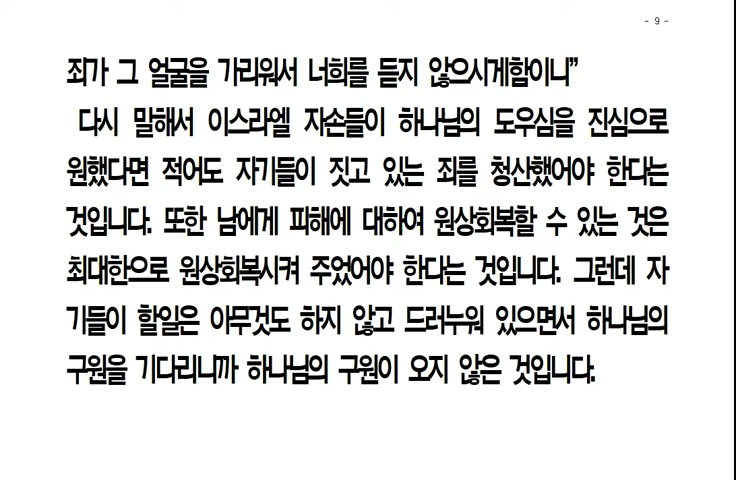 - 9 -
죄가 그 얼굴을 가리워서 너희를 듣지 않으시게함이니”
다시 말해서 이스라엘 자손들이 하나님의 도우심을 진심으로
원했다면 적어도 자기들이 짓고 있는 죄를 청산했어야 한다는
것입니다. 또한 남에게 피해에 대하여 원상회복할 수 있는 것은
최대한으로 원상회복시켜 주었어야 한다는 것입니다. 그런데 자
기들이 할일은 아무것도 하지 않고 드러누워 있으면서 하나님의
구원을 기다리니까 하나님의 구원이 오지 않은 것입니다.